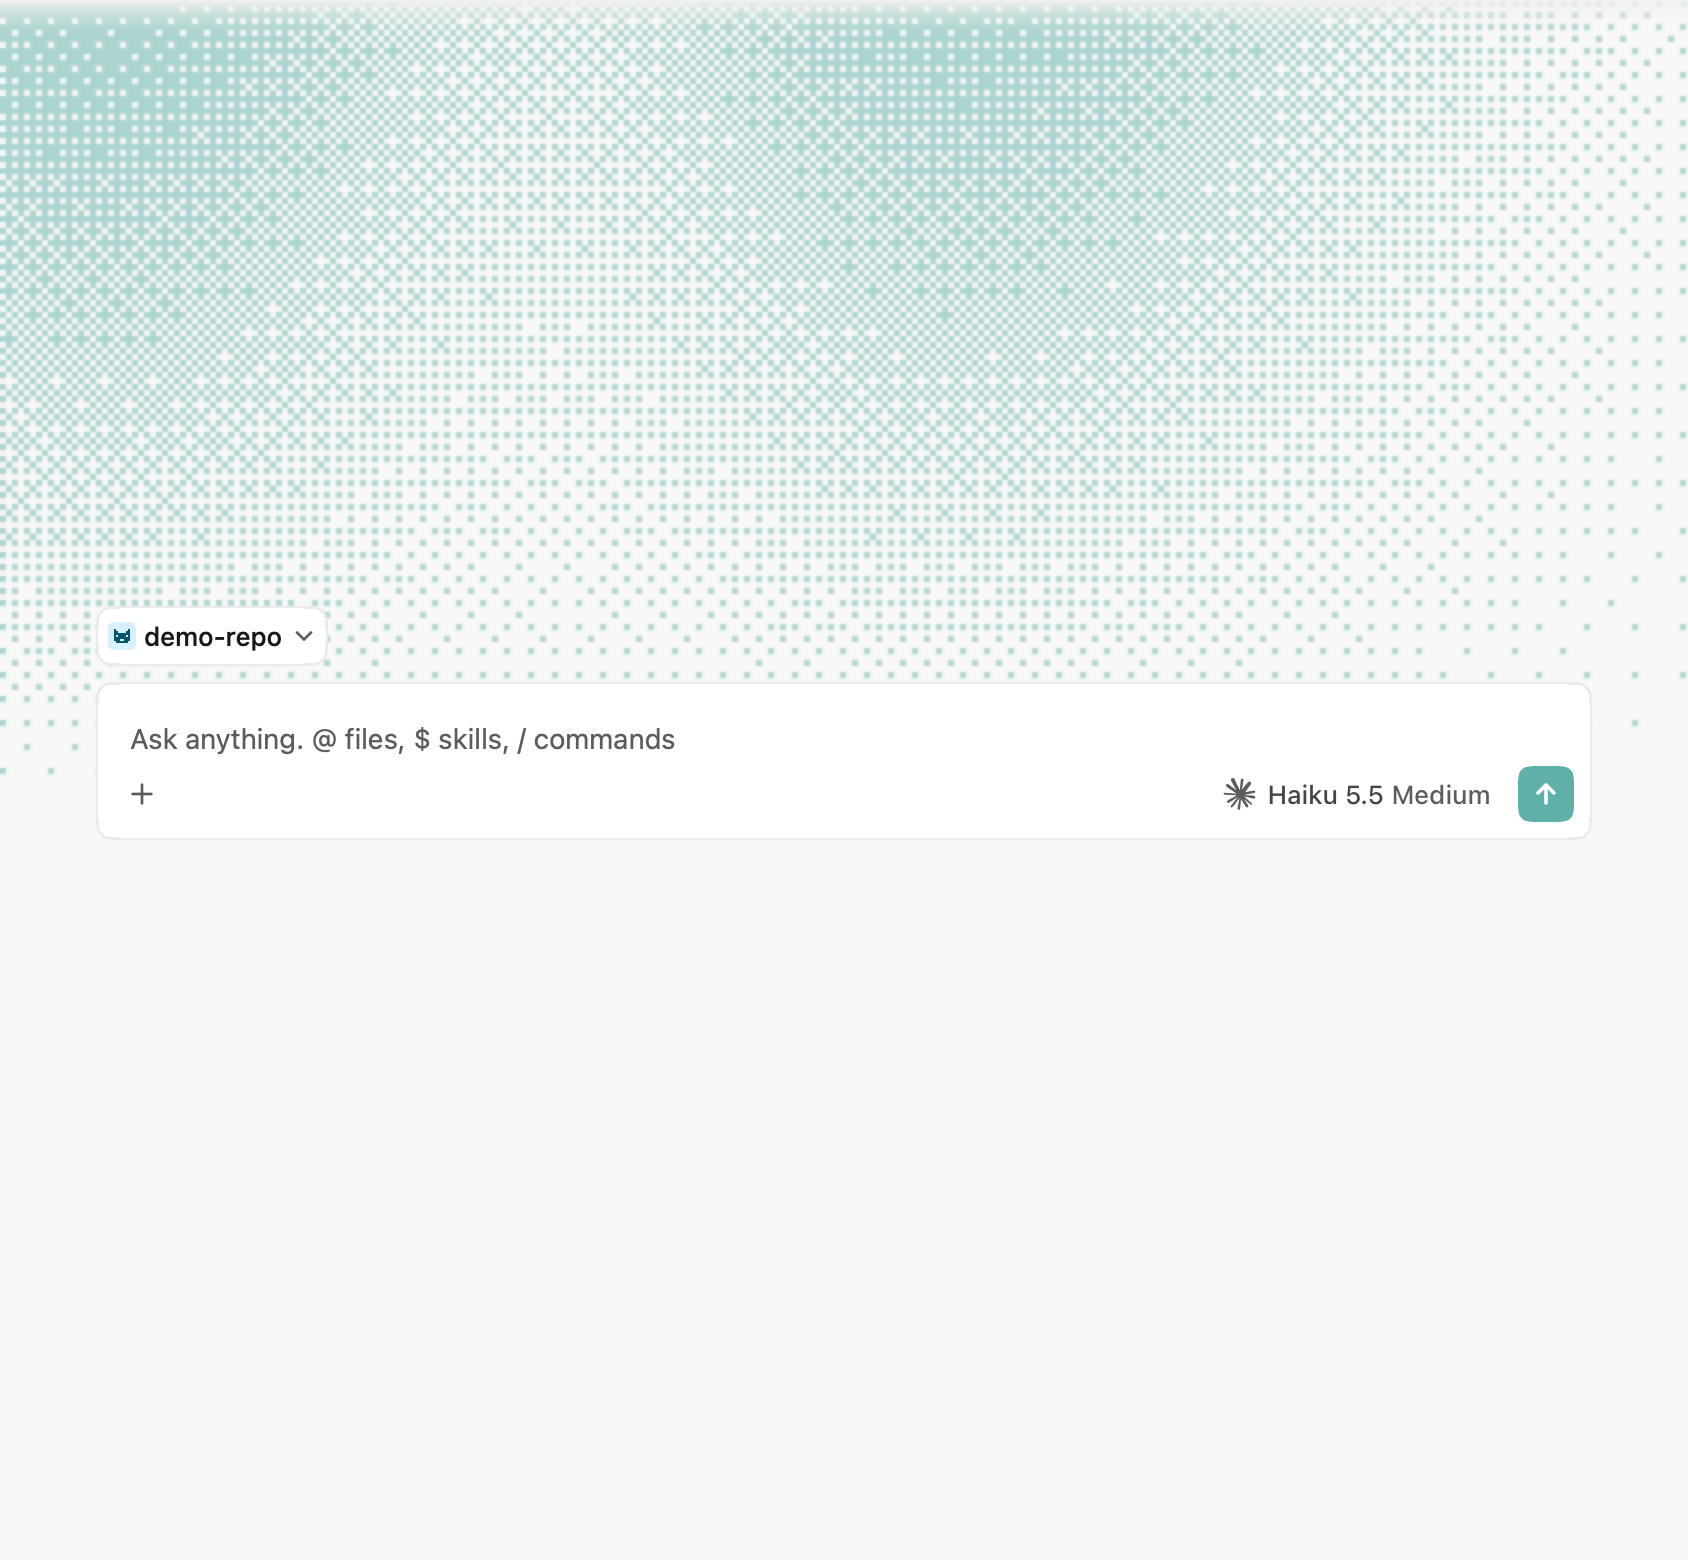 demo-repo
Ask anything. @ files, $ skills, / commands
Haiku 5.5 Medium